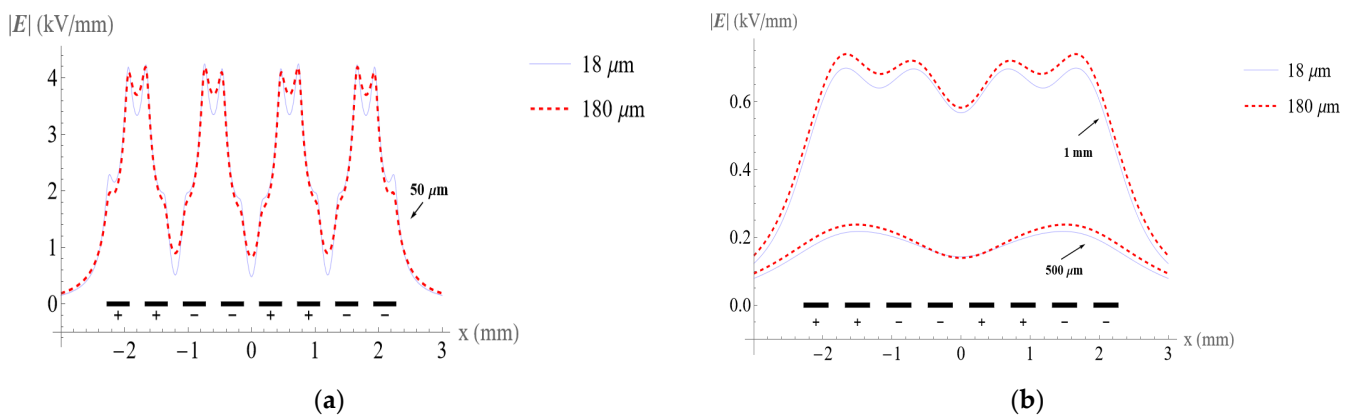 |E| (kV/mm)
4
3
2
1
0
50 μm
18 μm
180 μm
+ + − − + + − −
−2 −1 0 1 2 3
x (mm)
(a)
|E| (kV/mm)
0.6
0.4
0.2
0.0
1 mm
500 μm
18 μm
180 μm
+ + − − + + − −
−2 −1 0 1 2 3
x (mm)
(b)